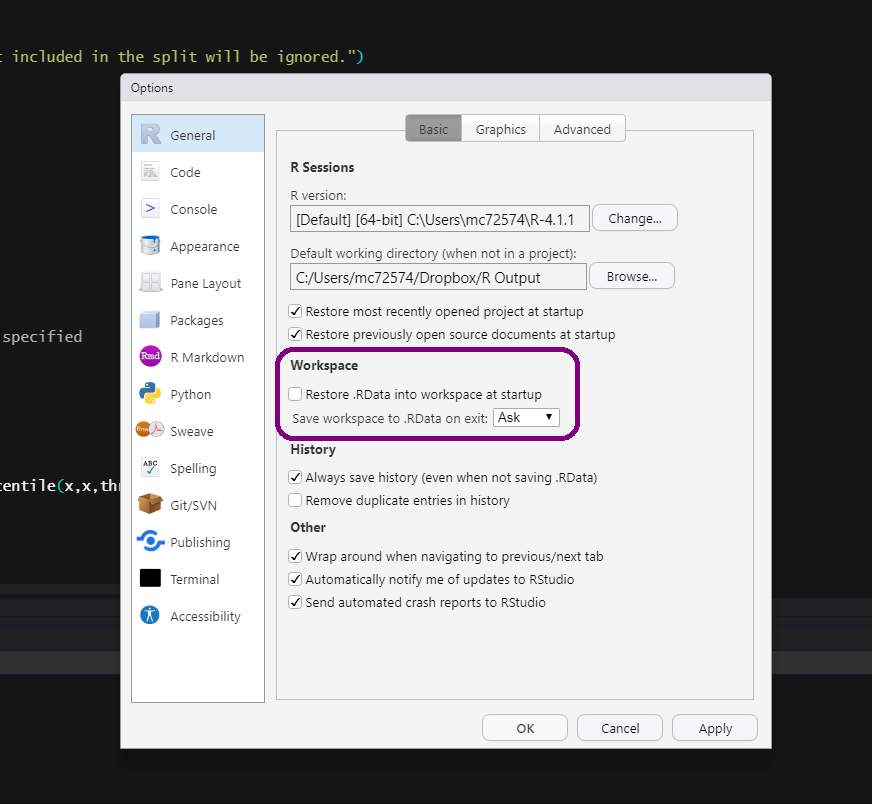 t included in the split will be ignored.")
Options
General
Code
Console
Appearance
Pane Layout
Packages
R Markdown
Python
Sweave
Spelling
Git/SVN
Publishing
Terminal
Accessibility
Basic
Graphics
Advanced
R Sessions
R version:
[Default] [64-bit] C:\Users\mc72574\R-4.1.1
Change...
Default working directory (when not in a project):
C:/Users/mc72574/Dropbox/R Output
Browse...
Restore most recently opened project at startup
Restore previously open source documents at startup
Workspace
Restore .RData into workspace at startup
Save workspace to .RData on exit: Ask
History
Always save history (even when not saving .RData)
Remove duplicate entries in history
Other
Wrap around when navigating to previous/next tab
Automatically notify me of updates to RStudio
Send automated crash reports to RStudio
OK
Cancel
Apply
specified
centile(x,x,thr
R
Rmd
Rnw
ABC